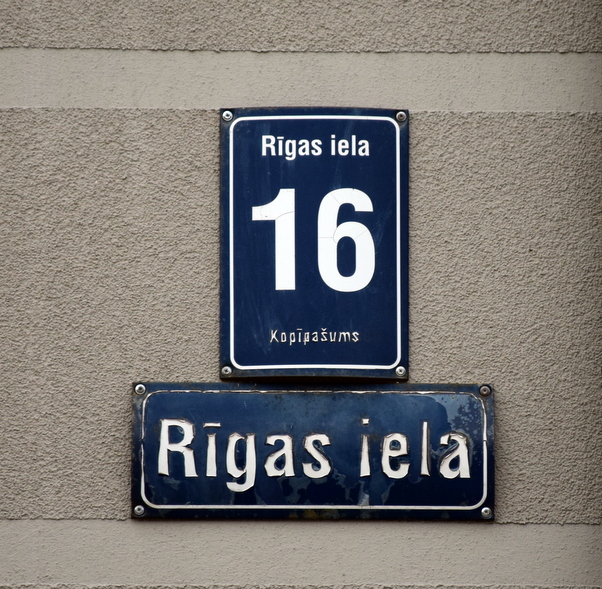 Rīgas iela
16
Kopīpašums
Rīgas iela